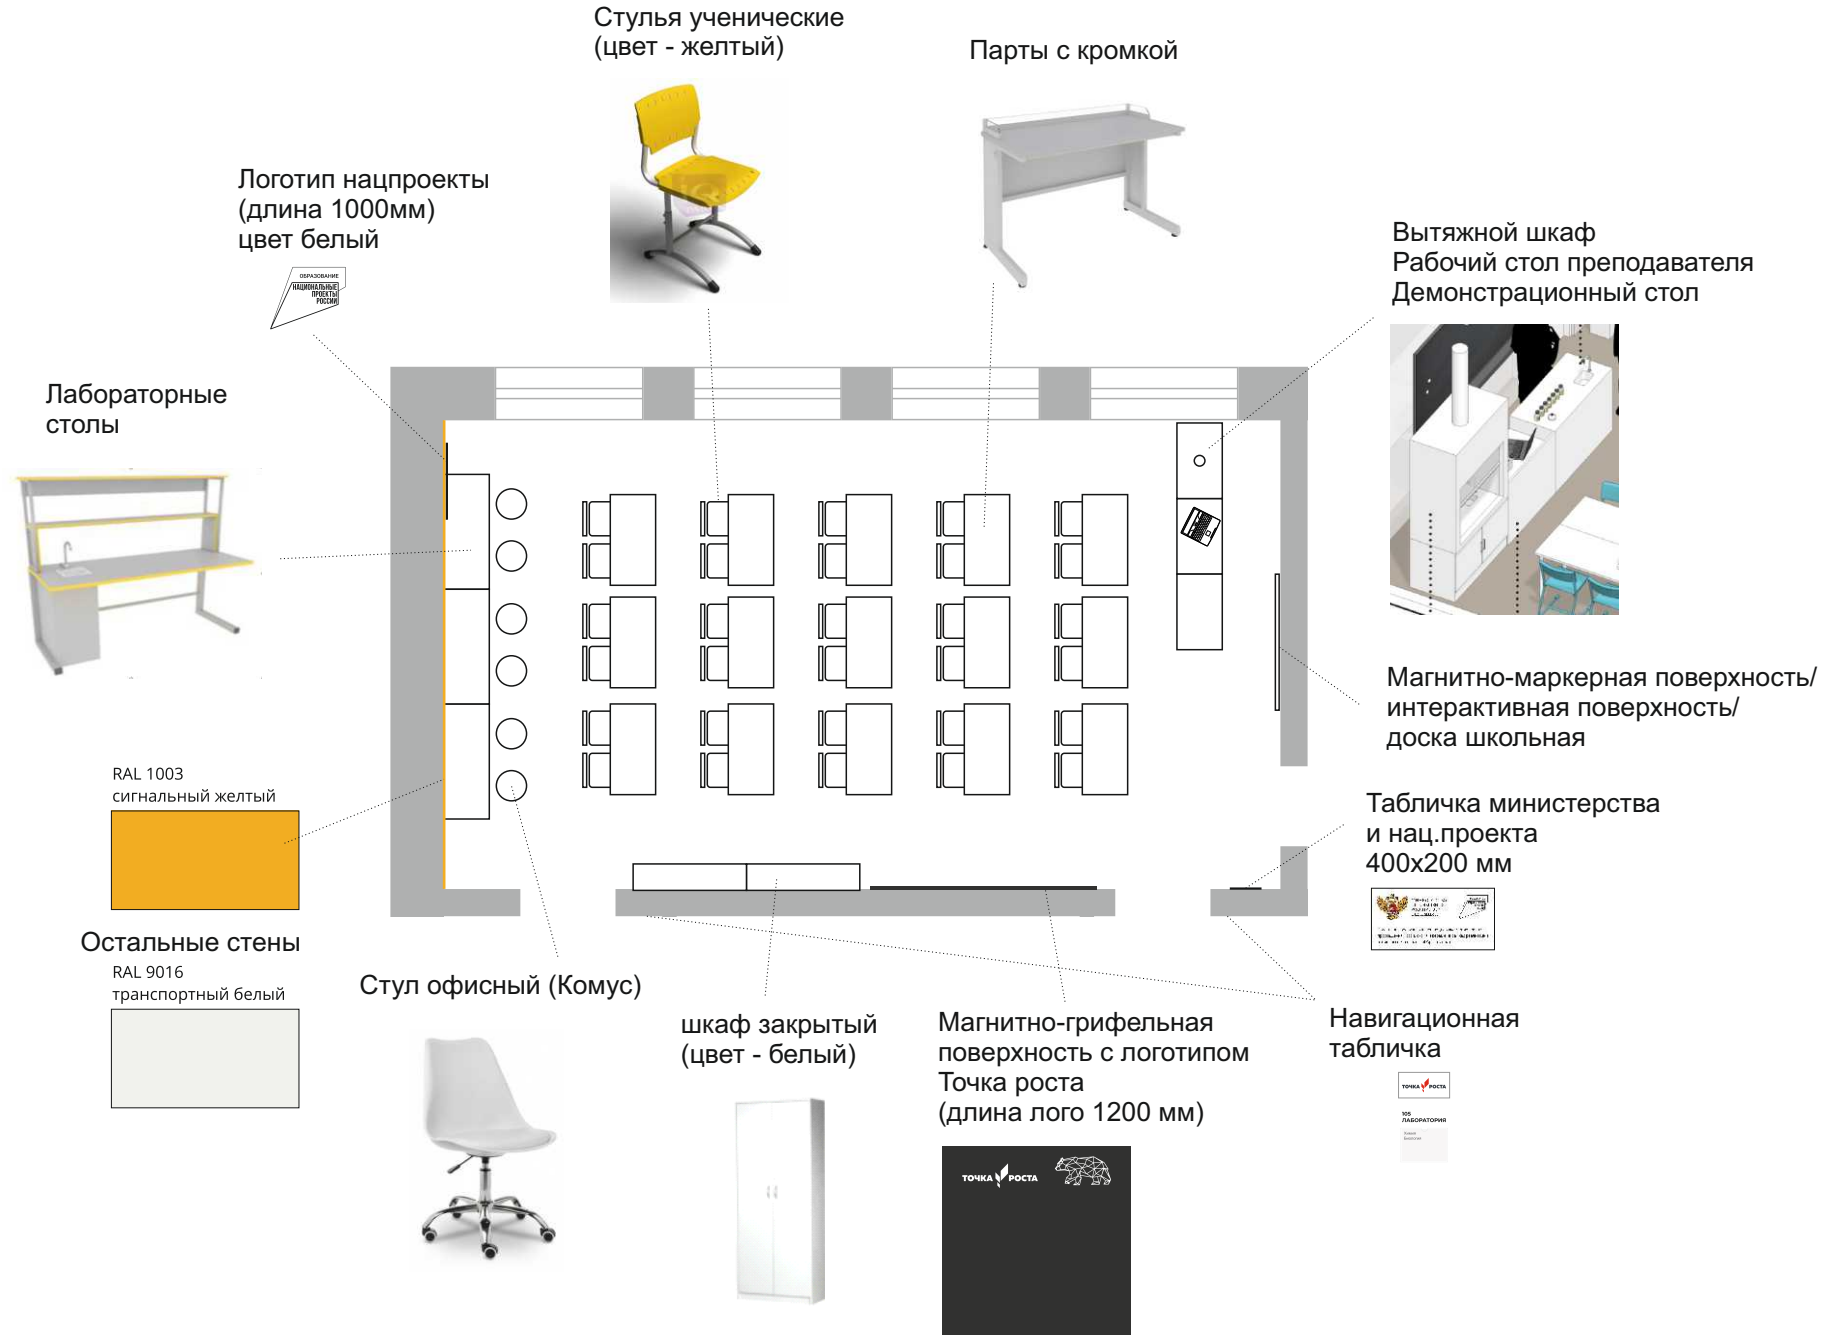 Стулья ученические
(цвет - желтый)
Парты с кромкой
Логотип нацпроекты
(длина 1000мм)
цвет белый
ОБРАЗОВАНИЕ
НАЦИОНАЛЬНЫЕ
ПРОЕКТЫ
РОССИИ
Вытяжной шкаф
Рабочий стол преподавателя
Демонстрационный стол
Лабораторные
столы
Магнитно-маркерная поверхность/
интерактивная поверхность/
доска школьная
RAL 1003
сигнальный желтый
Табличка министерства
и нац.проекта
400х200 мм
Остальные стены
RAL 9016
транспортный белый
Стул офисный (Комус)
шкаф закрытый
(цвет - белый)
Магнитно-грифельная
поверхность с логотипом
Точка роста
(длина лого 1200 мм)
ТОЧКА РОСТА
Навигационная
табличка
ТОЧКА РОСТА
105
ЛАБОРАТОРИЯ